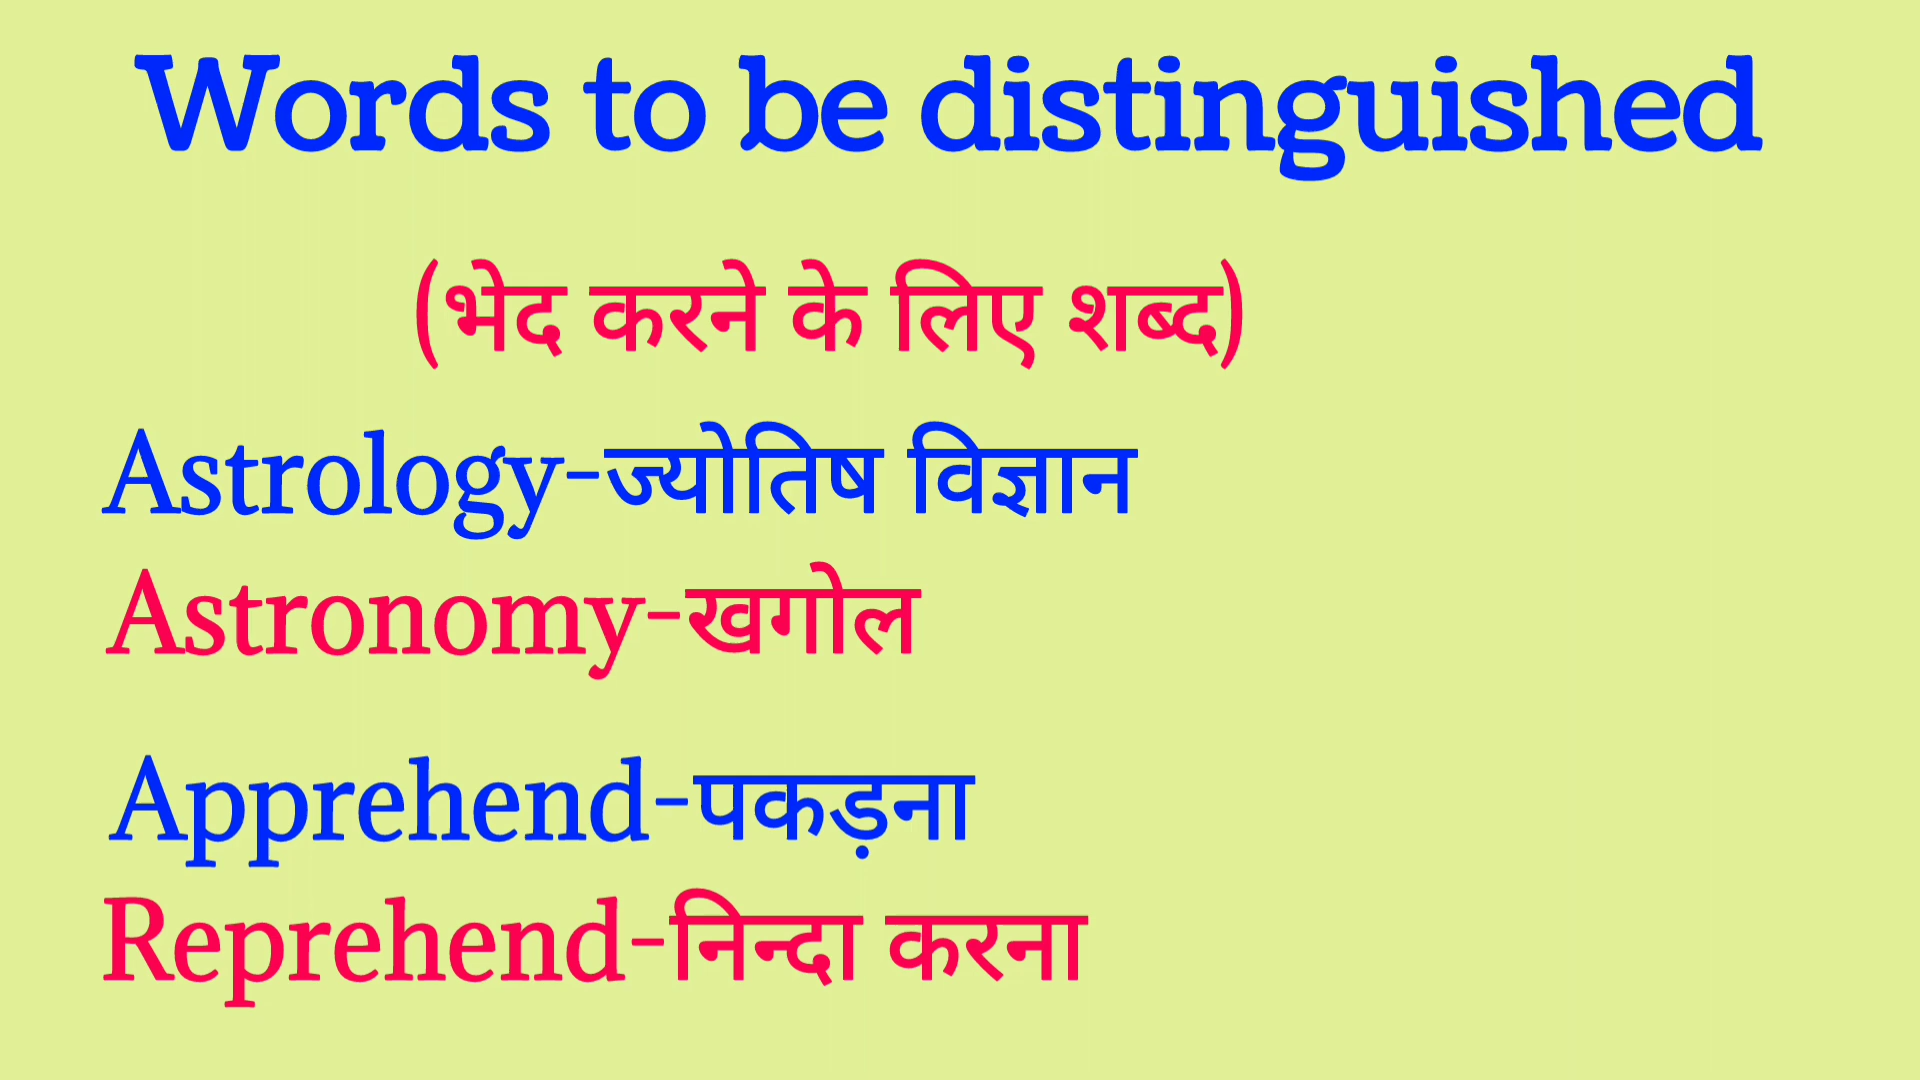 Words to be distinguished
(भेद करने के लिए शब्द)
Astrology-ज्योतिष विज्ञान
Astronomy-खगोल
Apprehend-पकड़ना
Reprehend-निन्दा करना